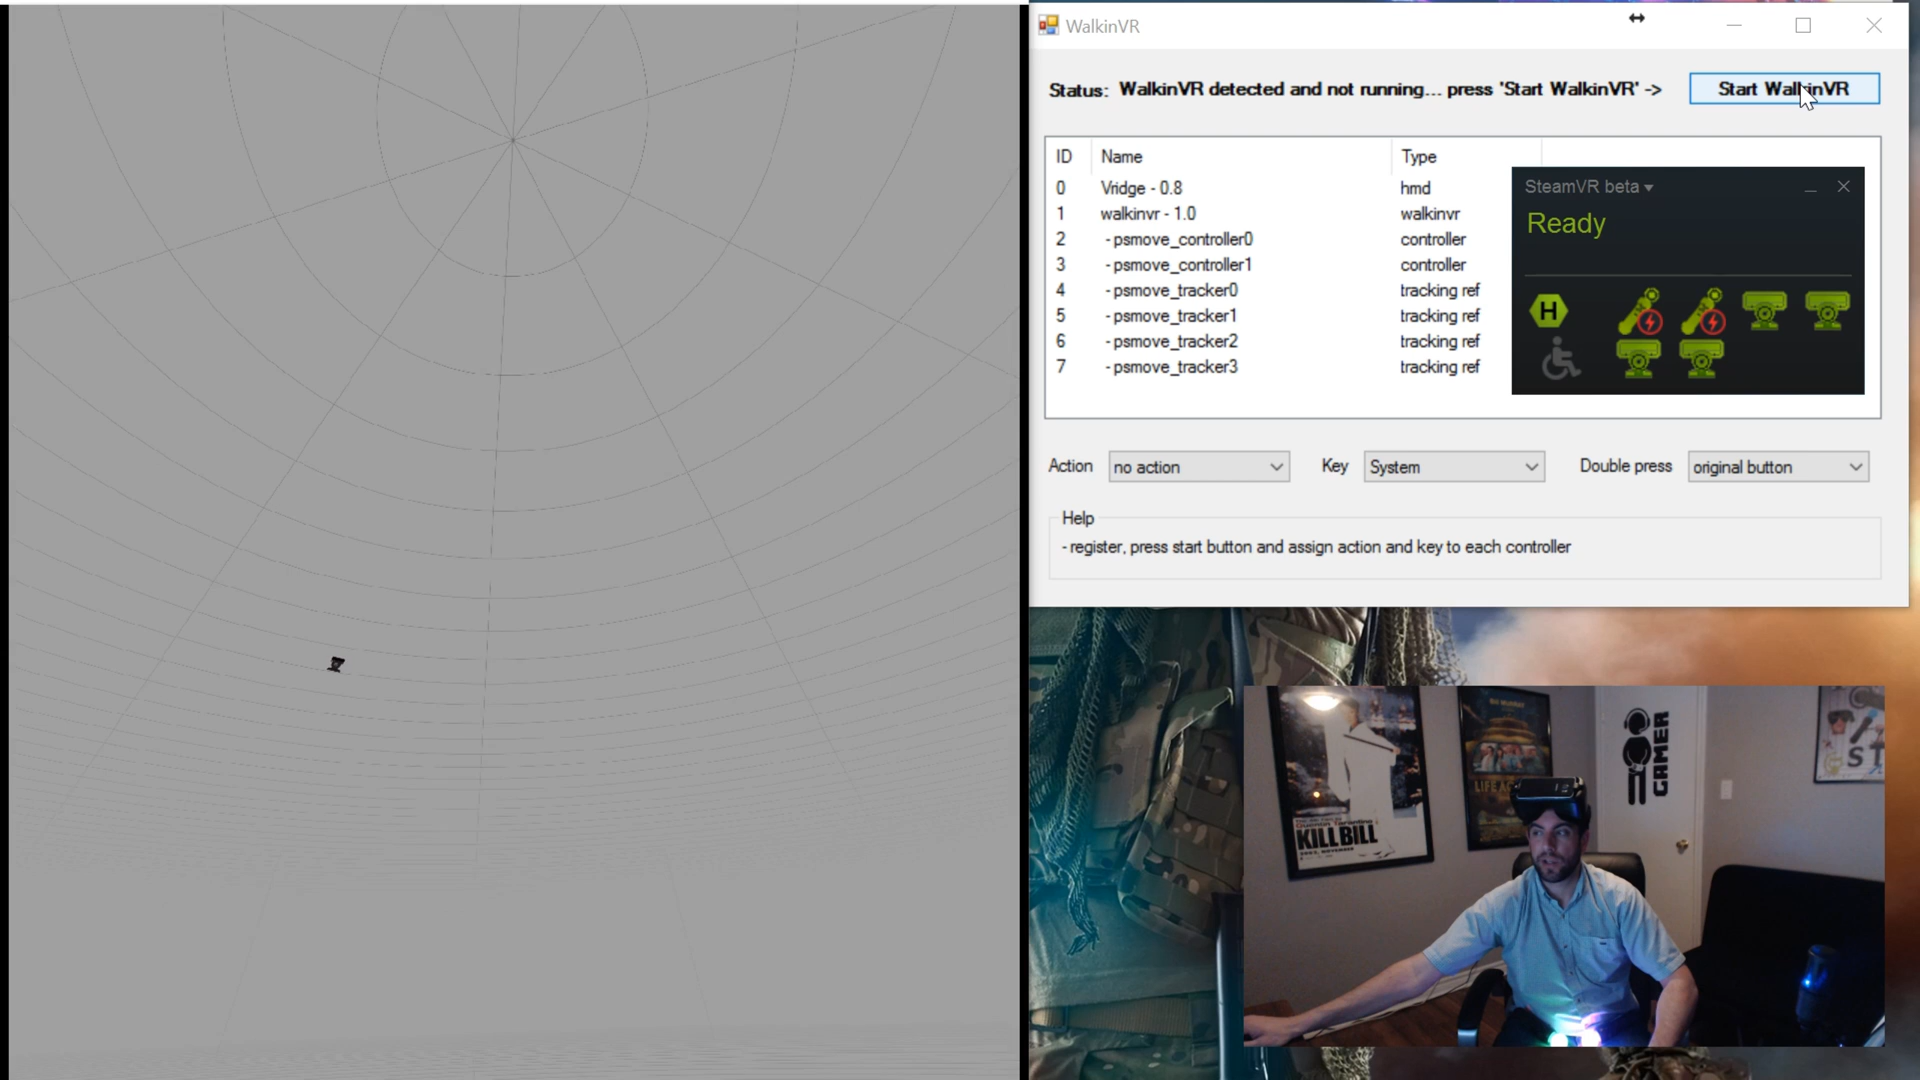 WalkinVR
Status: WalkinVR detected and not running... press 'Start WalkinVR' -> Start WalkinVR
ID Name Type
0 Vridge - 0.8 hmd
1 walkinvr - 1.0 walkinvr
2 - psmove_controller0 controller
3 - psmove_controller1 controller
4 - psmove_tracker0 tracking ref
5 - psmove_tracker1 tracking ref
6 - psmove_tracker2 tracking ref
7 - psmove_tracker3 tracking ref
SteamVR beta
Ready
H
Action no action Key System Double press original button
Help
- register, press start button and assign action and key to each controller
KILL BILL
GAMER
LIFE
ST